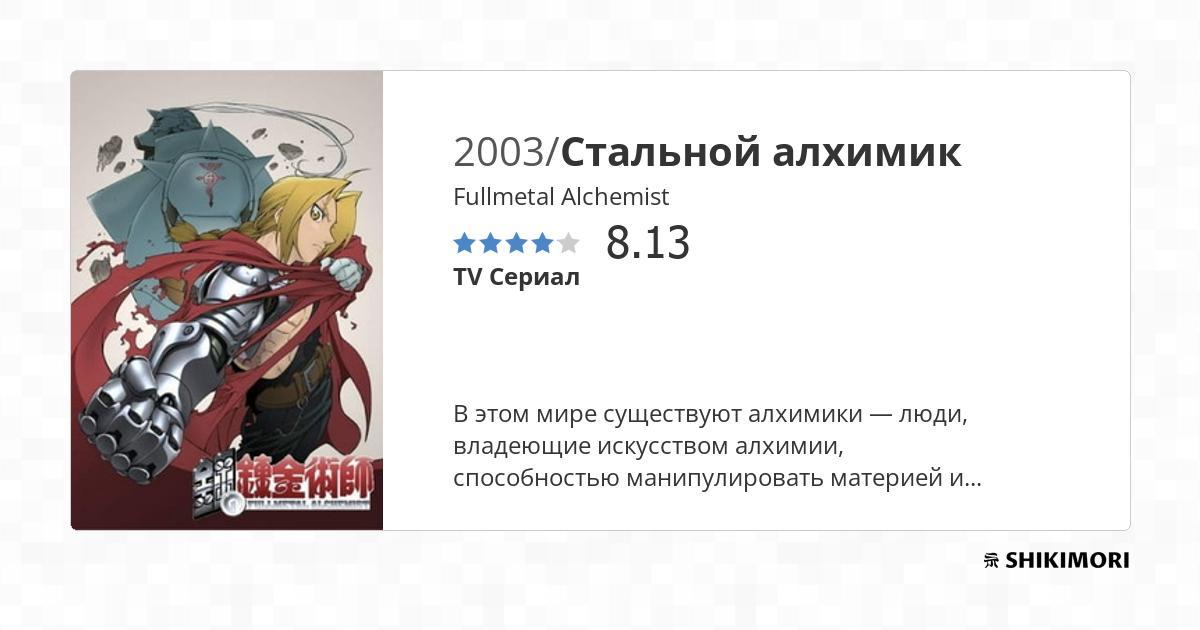 2003/Стальной алхимик
Fullmetal Alchemist
8.13
TV Сериал
В этом мире существуют алхимики — люди,
владеющие искусством алхимии,
способностью манипулировать материей и...
鋼の錬金術師
FULLMETAL ALCHEMIST
SHIKIMORI